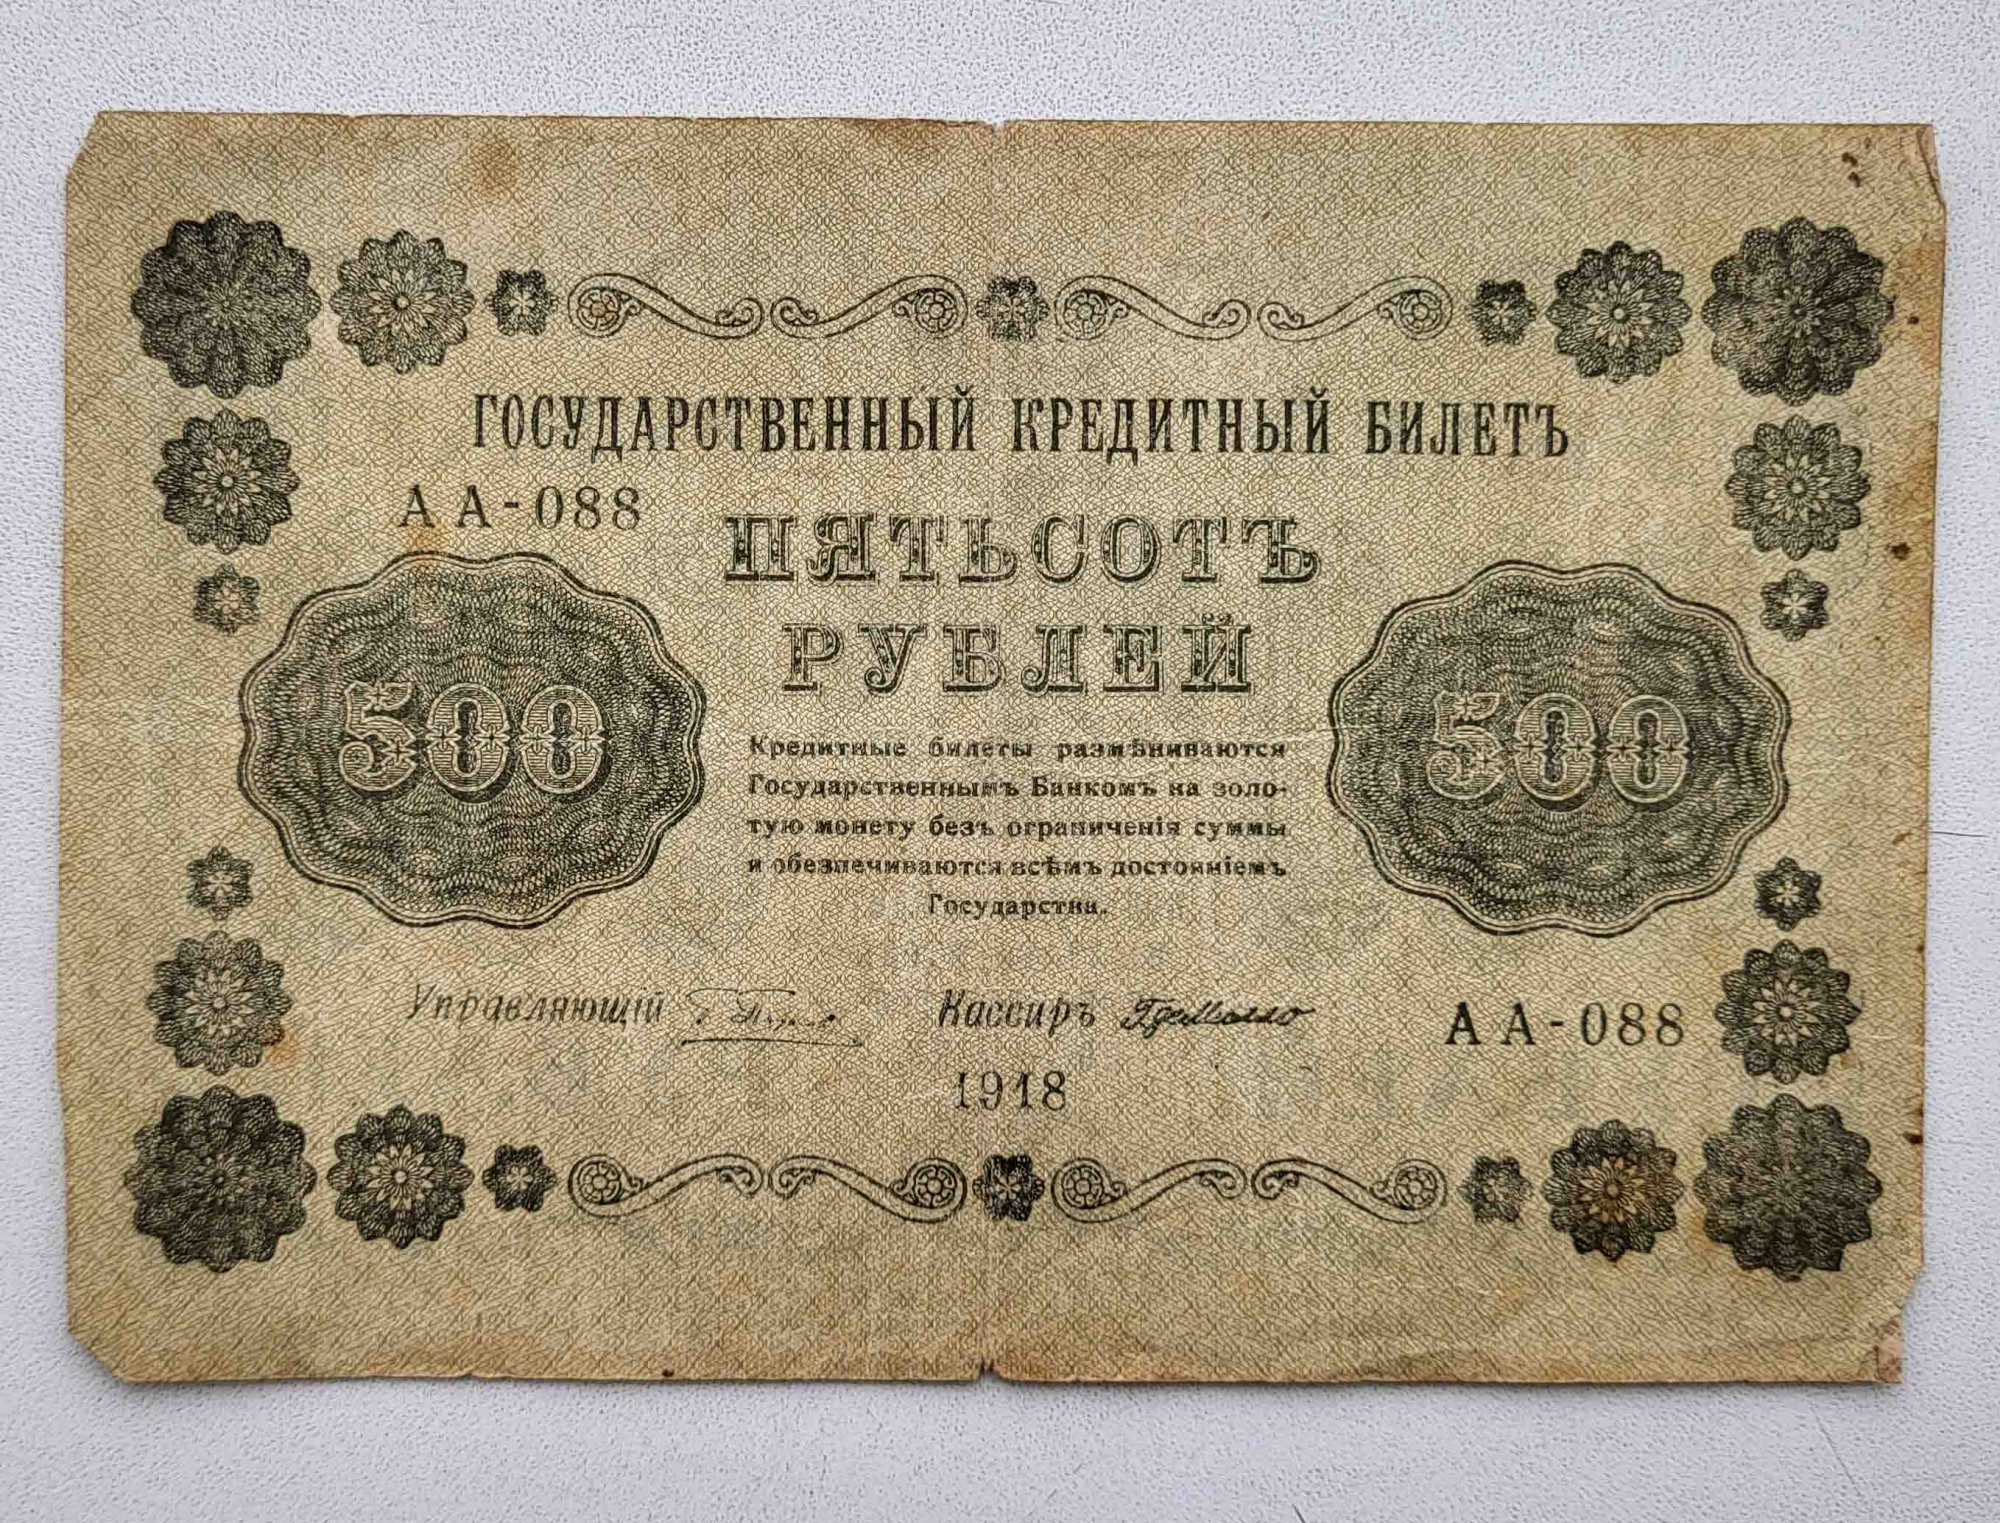 ГОСУДАРСТВЕННЫЙ КРЕДИТНЫЙ БИЛЕТЪ
АА-088
ПЯТЬСОТЪ
РУБЛЕЙ
500
500
Кредитные билеты размѣниваются
Государственнымъ Банкомъ на золо-
тую монету безъ ограниченія суммы
и обезпечиваются всѣмъ достояніемъ
Государства.
Управляющій
Кассиръ
АА-088
1918